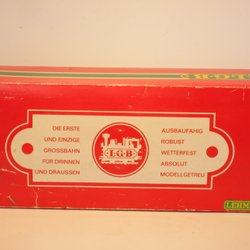 DIE ERSTE
UND EINZIGE
GROSSBAHN
FÜR DRINNEN
UND DRAUSSEN
LGB
AUSBAUFÄHIG
ROBUST
WETTERFEST
ABSOLUT
MODELLGETREU
LEHM